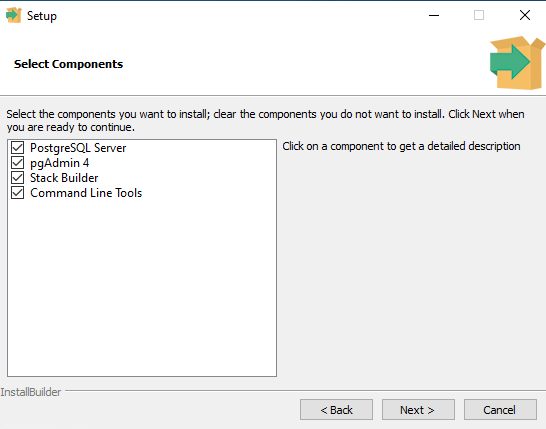 Setup
Select Components
Select the components you want to install; clear the components you do not want to install. Click Next when
you are ready to continue.
PostgreSQL Server
pgAdmin 4
Stack Builder
Command Line Tools
Click on a component to get a detailed description
InstallBuilder
< Back
Next >
Cancel